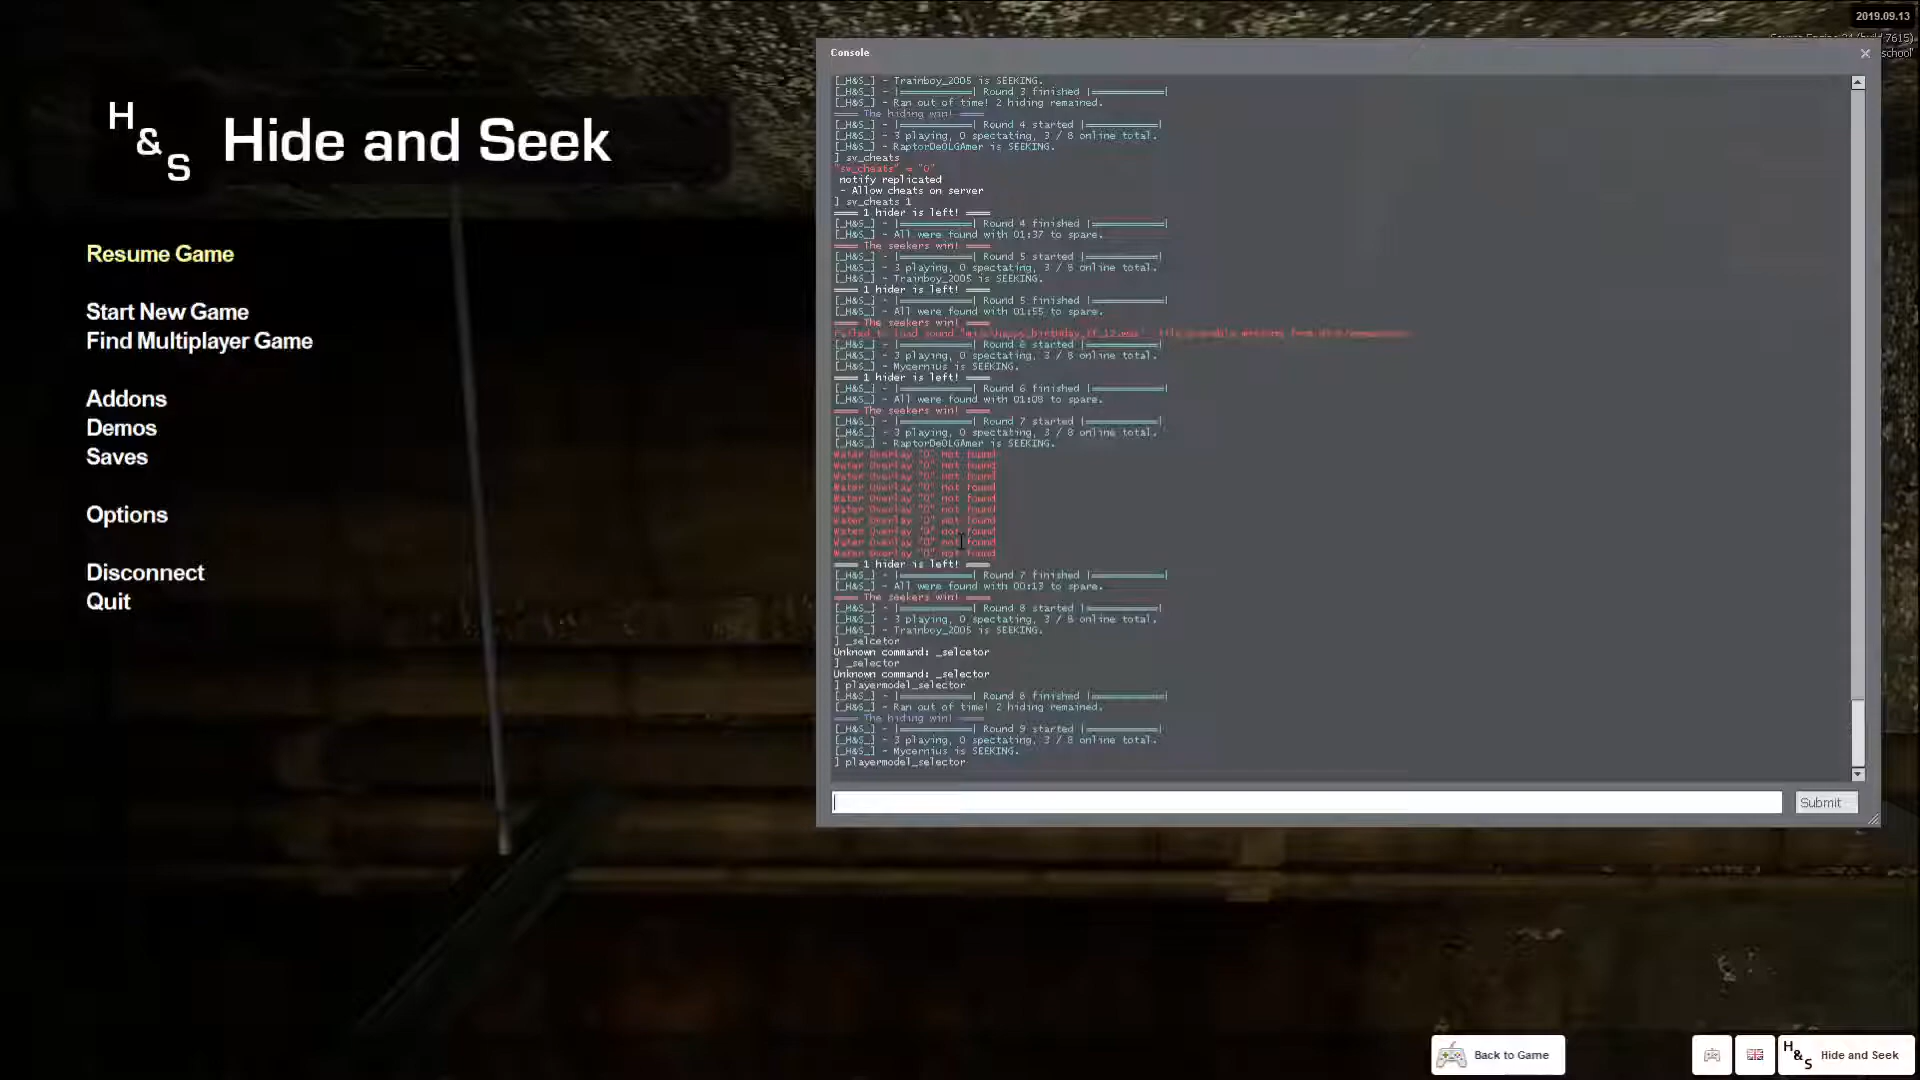 2019.09.13
H&S Hide and Seek
Resume Game
Start New Game
Find Multiplayer Game
Addons
Demos
Saves
Options
Disconnect
Quit
Console
[_H&S_] - Trainboy_2005 is SEEKING.
[_H&S_] - |═════════| Round 3 finished |═════════|
[_H&S_] - Ran out of time! 2 hiding remained.
═══ The hiding win! ═══
[_H&S_] - |═════════| Round 4 started |═════════|
[_H&S_] - 3 playing, 0 spectating, 3 / 8 online total.
[_H&S_] - RaptorDeOLGAmer is SEEKING.
] sv_cheats
"sv_cheats" = "0"
notify replicated
- Allow cheats on server
] sv_cheats 1
═══ 1 hider is left! ═══
[_H&S_] - |═════════| Round 4 finished |═════════|
[_H&S_] - All were found with 01:37 to spare.
═══ The seekers win! ═══
[_H&S_] - |═════════| Round 5 started |═════════|
[_H&S_] - 3 playing, 0 spectating, 3 / 8 online total.
[_H&S_] - Trainboy_2005 is SEEKING.
═══ 1 hider is left! ═══
[_H&S_] - |═════════| Round 5 finished |═════════|
[_H&S_] - All were found with 01:55 to spare.
═══ The seekers win! ═══
Failed to load sound
[_H&S_] - |═════════| Round 6 started |═════════|
[_H&S_] - 3 playing, 0 spectating, 3 / 8 online total.
[_H&S_] - Mycernius is SEEKING.
═══ 1 hider is left! ═══
[_H&S_] - |═════════| Round 6 finished |═════════|
[_H&S_] - All were found with 01:08 to spare.
═══ The seekers win! ═══
[_H&S_] - |═════════| Round 7 started |═════════|
[_H&S_] - 3 playing, 0 spectating, 3 / 8 online total.
[_H&S_] - RaptorDeOLGAmer is SEEKING.
Water Overlay "0" not found
Water Overlay "0" not found
Water Overlay "0" not found
Water Overlay "0" not found
Water Overlay "0" not found
Water Overlay "0" not found
Water Overlay "0" not found
Water Overlay "0" not found
Water Overlay "0" not found
Water Overlay "0" not found
═══ 1 hider is left! ═══
[_H&S_] - |═════════| Round 7 finished |═════════|
[_H&S_] - All were found with 00:13 to spare.
═══ The seekers win! ═══
[_H&S_] - |═════════| Round 8 started |═════════|
[_H&S_] - 3 playing, 0 spectating, 3 / 8 online total.
[_H&S_] - Trainboy_2005 is SEEKING.
] _selcetor
Unknown command: _selcetor
] _selector
Unknown command: _selector
] playermodel_selector
[_H&S_] - |═════════| Round 8 finished |═════════|
[_H&S_] - Ran out of time! 2 hiding remained.
═══ The hiding win! ═══
[_H&S_] - |═════════| Round 9 started |═════════|
[_H&S_] - 3 playing, 0 spectating, 3 / 8 online total.
[_H&S_] - Mycernius is SEEKING.
] playermodel_selector
Submit
Back to Game
H&S Hide and Seek